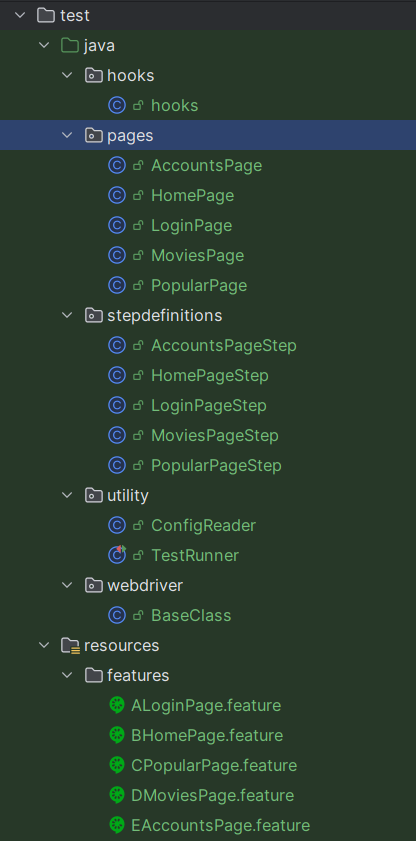 test
java
hooks
hooks
pages
AccountsPage
HomePage
LoginPage
MoviesPage
PopularPage
stepdefinitions
AccountsPageStep
HomePageStep
LoginPageStep
MoviesPageStep
PopularPageStep
utility
ConfigReader
TestRunner
webdriver
BaseClass
resources
features
ALoginPage.feature
BHomePage.feature
CPopularPage.feature
DMoviesPage.feature
EAccountsPage.feature